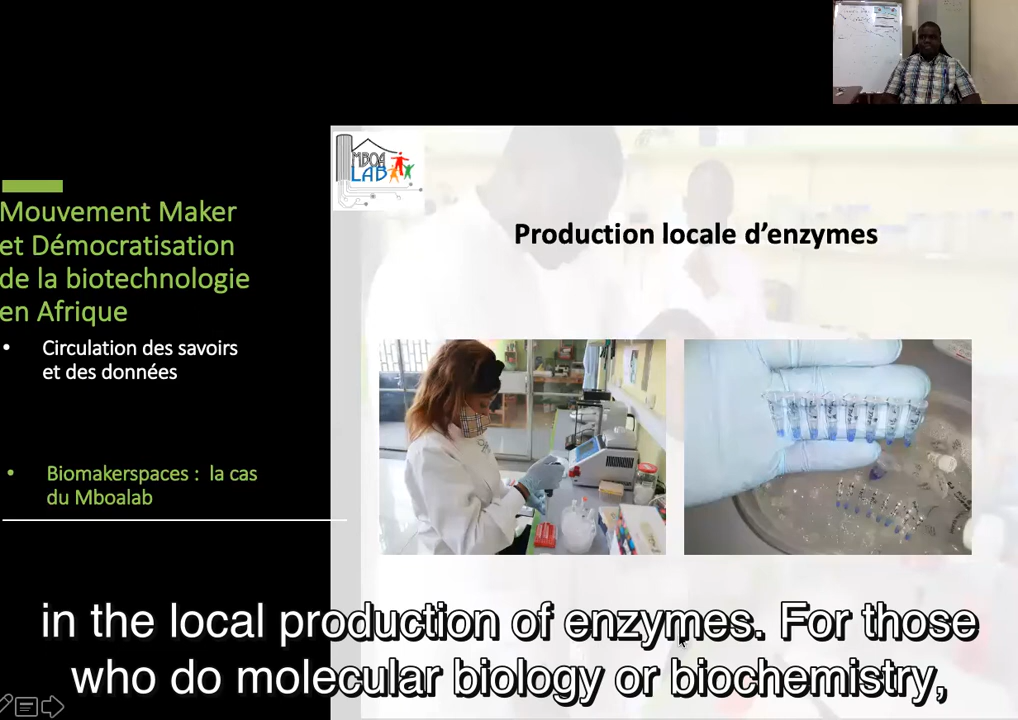 MBOA
LAB
Mouvement Maker
et Démocratisation
de la biotechnologie
en Afrique
• Circulation des savoirs
et des données
• Biomakerspaces : la cas
du Mboalab
Production locale d’enzymes
in the local production of enzymes. For those
who do molecular biology or biochemistry,